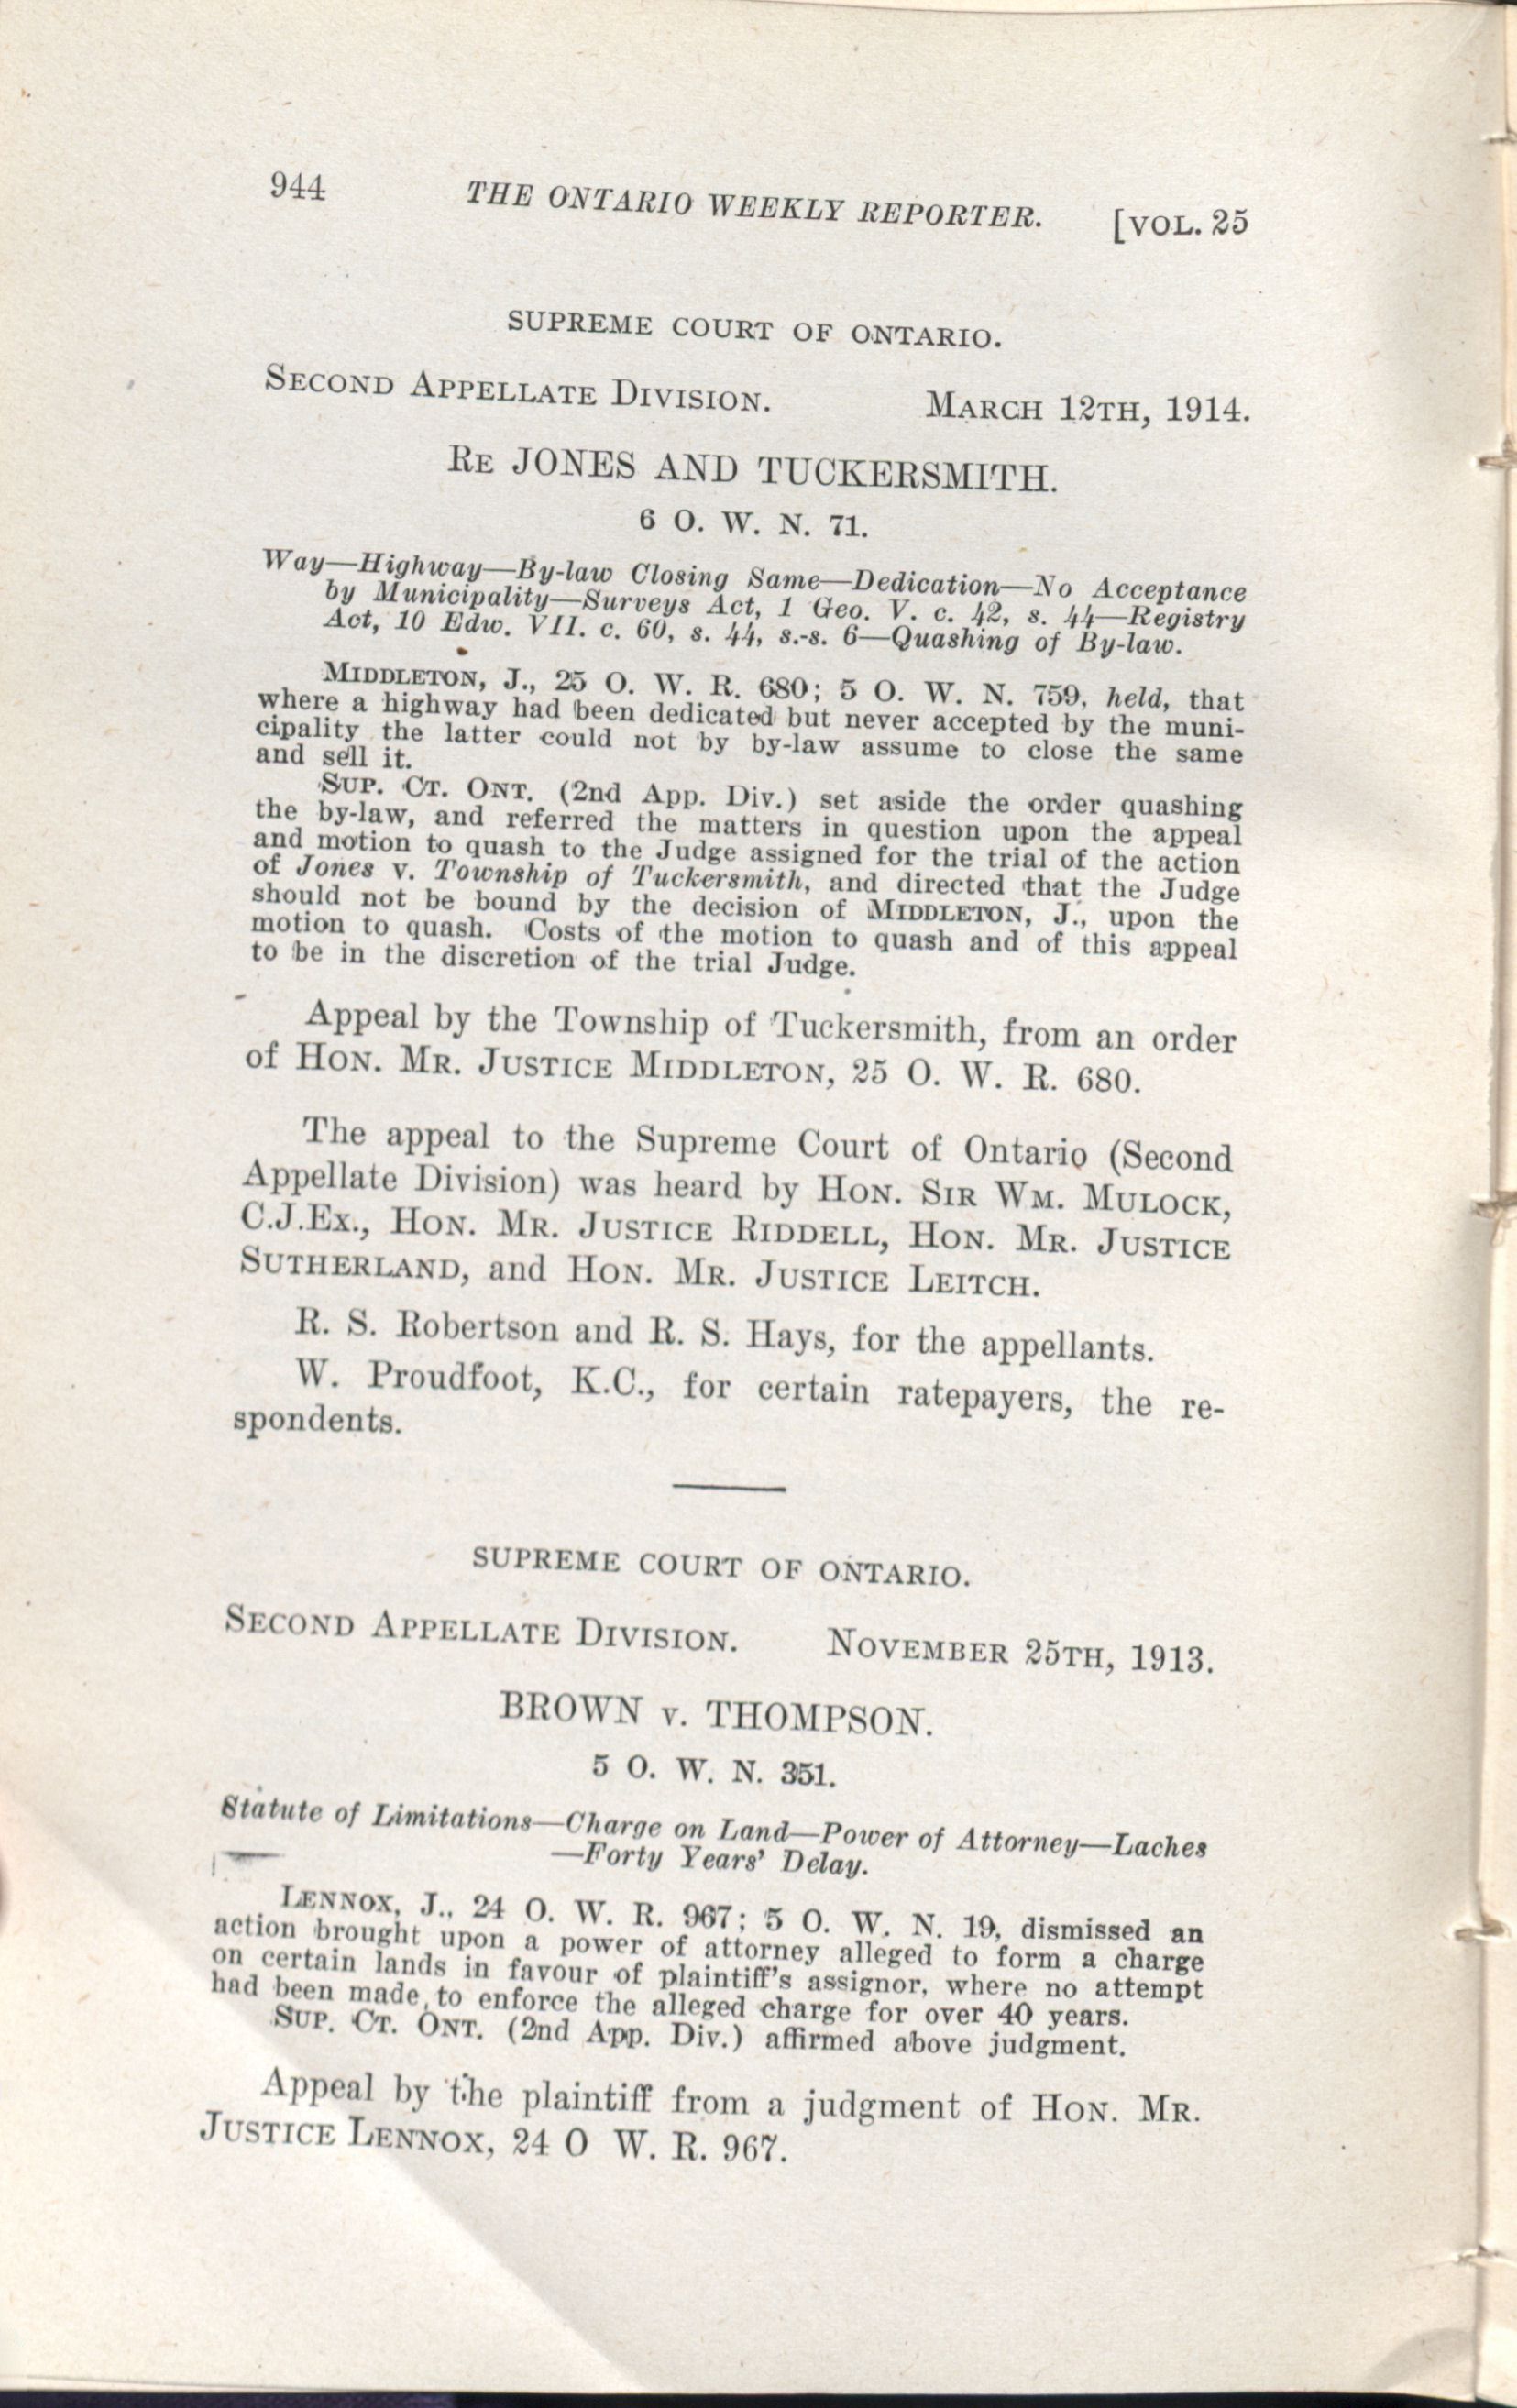 944 THE ONTARIO WEEKLY REPORTER. [VOL. 25
SUPREME COURT OF ONTARIO.
SECOND APPELLATE DIVISION. MARCH 12TH, 1914.
RE JONES AND TUCKERSMITH.
6 O. W. N. 71.
Way—Highway—By-law Closing Same—Dedication—No Acceptance
by Municipality—Surveys Act, 1 Geo. V. c. 42, s. 44—Registry
Act, 10 Edw. VII. c. 60, s. 44, s.-s. 6—Quashing of By-law.
MIDDLETON, J., 25 O. W. R. 680; 5 O. W. N. 759, held, that
where a highway had been dedicated but never accepted by the muni-
cipality the latter could not by by-law assume to close the same
and sell it.
SUP. CT. ONT. (2nd App. Div.) set aside the order quashing
the by-law, and referred the matters in question upon the appeal
and motion to quash to the Judge assigned for the trial of the action
of Jones v. Township of Tuckersmith, and directed that the Judge
should not be bound by the decision of MIDDLETON, J., upon the
motion to quash. Costs of the motion to quash and of this appeal
to be in the discretion of the trial Judge.
Appeal by the Township of Tuckersmith, from an order
of HON. MR. JUSTICE MIDDLETON, 25 O. W. R. 680.
The appeal to the Supreme Court of Ontario (Second
Appellate Division) was heard by HON. SIR WM. MULOCK,
C.J.EX., HON. MR. JUSTICE RIDDELL, HON. MR. JUSTICE
SUTHERLAND, and HON. MR. JUSTICE LEITCH.
R. S. Robertson and R. S. Hays, for the appellants.
W. Proudfoot, K.C., for certain ratepayers, the re-
spondents.
SUPREME COURT OF ONTARIO.
SECOND APPELLATE DIVISION. NOVEMBER 25TH, 1913.
BROWN v. THOMPSON.
5 O. W. N. 351.
Statute of Limitations—Charge on Land—Power of Attorney—Laches
—Forty Years' Delay.
LENNOX, J., 24 O. W. R. 967; 5 O. W. N. 19, dismissed an
action brought upon a power of attorney alleged to form a charge
on certain lands in favour of plaintiff's assignor, where no attempt
had been made to enforce the alleged charge for over 40 years.
SUP. CT. ONT. (2nd App. Div.) affirmed above judgment.
Appeal by the plaintiff from a judgment of HON. MR.
JUSTICE LENNOX, 24 O W. R. 967.